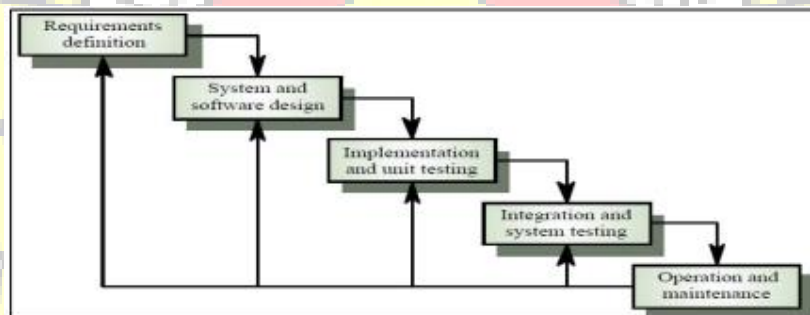 Requirements
definition
System and
software design
Implementation
and unit testing
Integration and
system testing
Operation and
maintenance